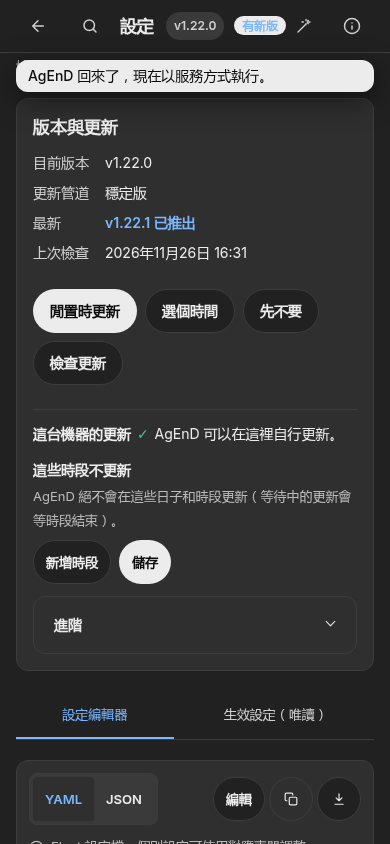 設定 v1.22.0 有新版
AgEnD 回來了，現在以服務方式執行。
版本與更新
目前版本 v1.22.0
更新管道 穩定版
最新 v1.22.1 已推出
上次檢查 2026年11月26日 16:31
閒置時更新 選個時間 先不要
檢查更新
這台機器的更新 ✓ AgEnD 可以在這裡自行更新。
這些時段不更新
AgEnD 絕不會在這些日子和時段更新（等待中的更新會
等時段結束）。
新增時段 儲存
進階
設定編輯器 生效設定（唯讀）
YAML JSON 編輯